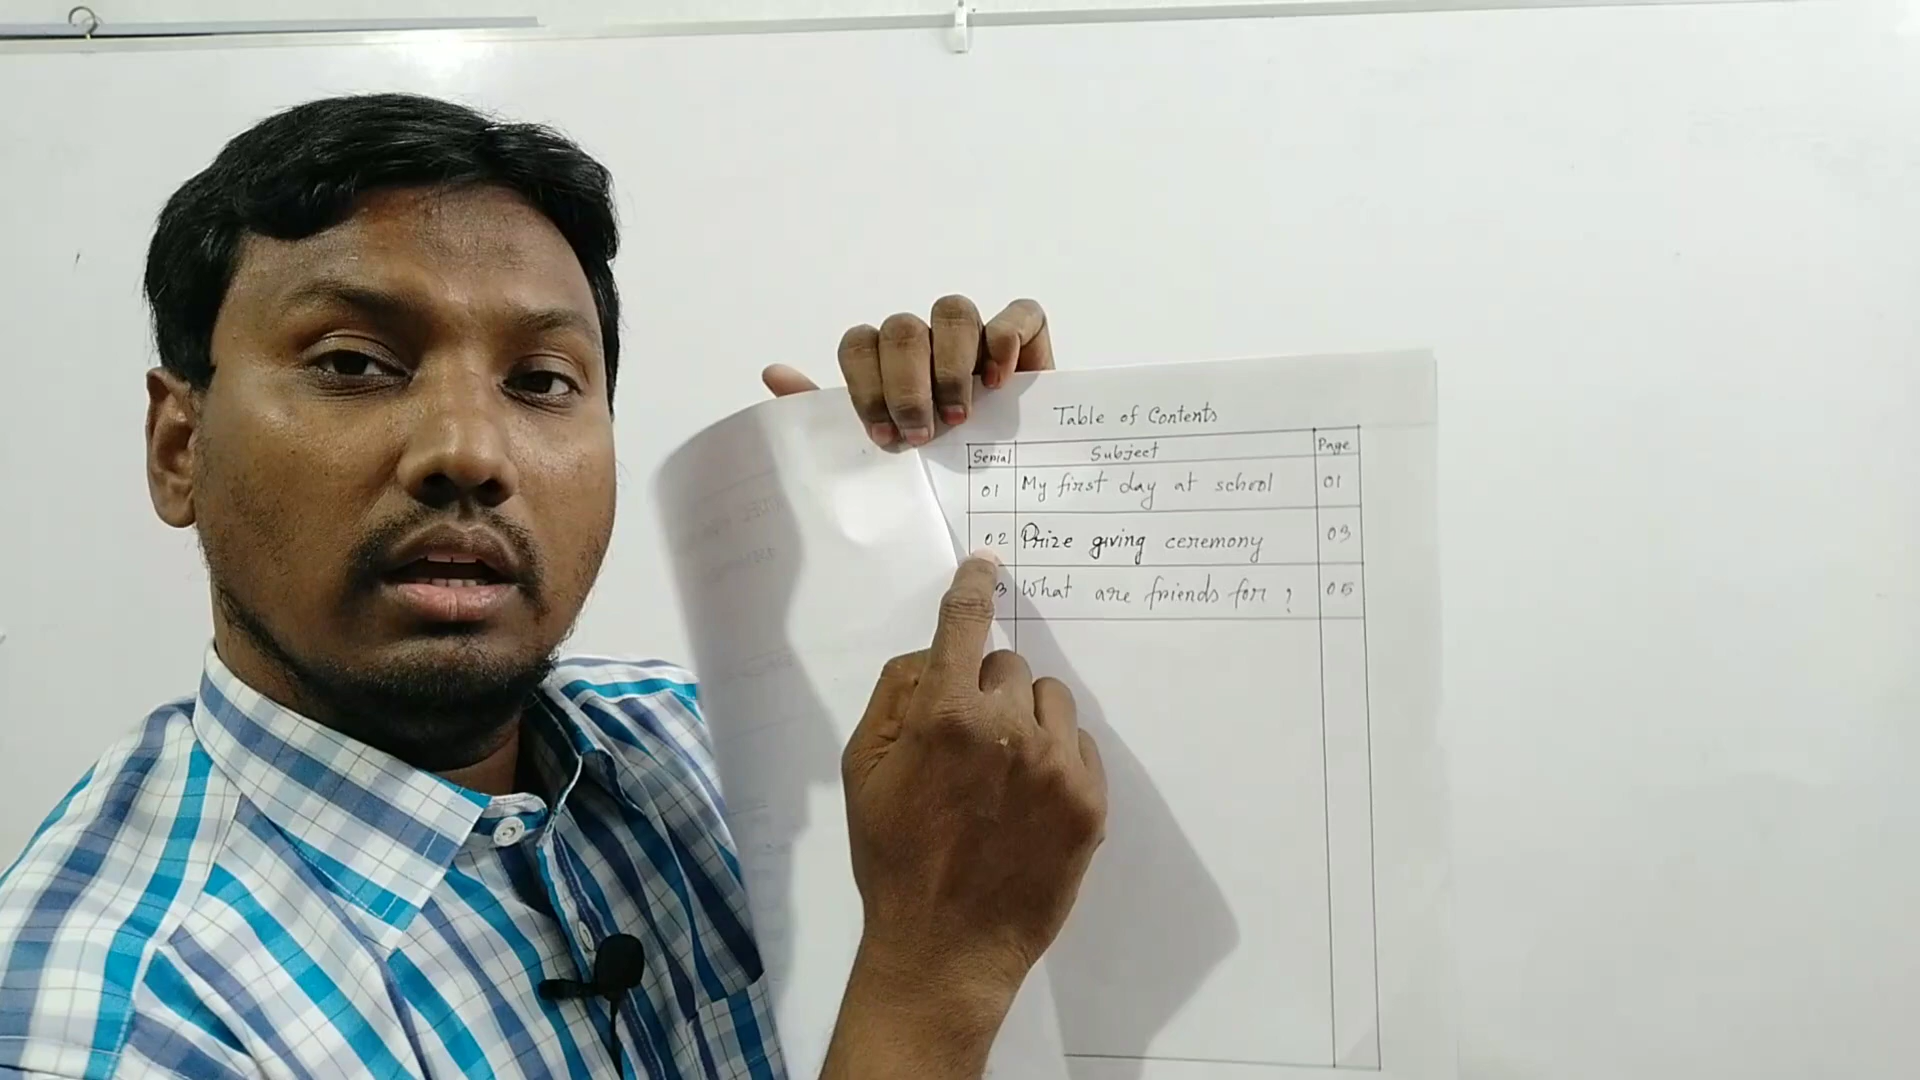 Table of Contents
Serial Subject Page
01 My first day at school 01
02 Prize giving ceremony 03
3 What are friends for ? 05